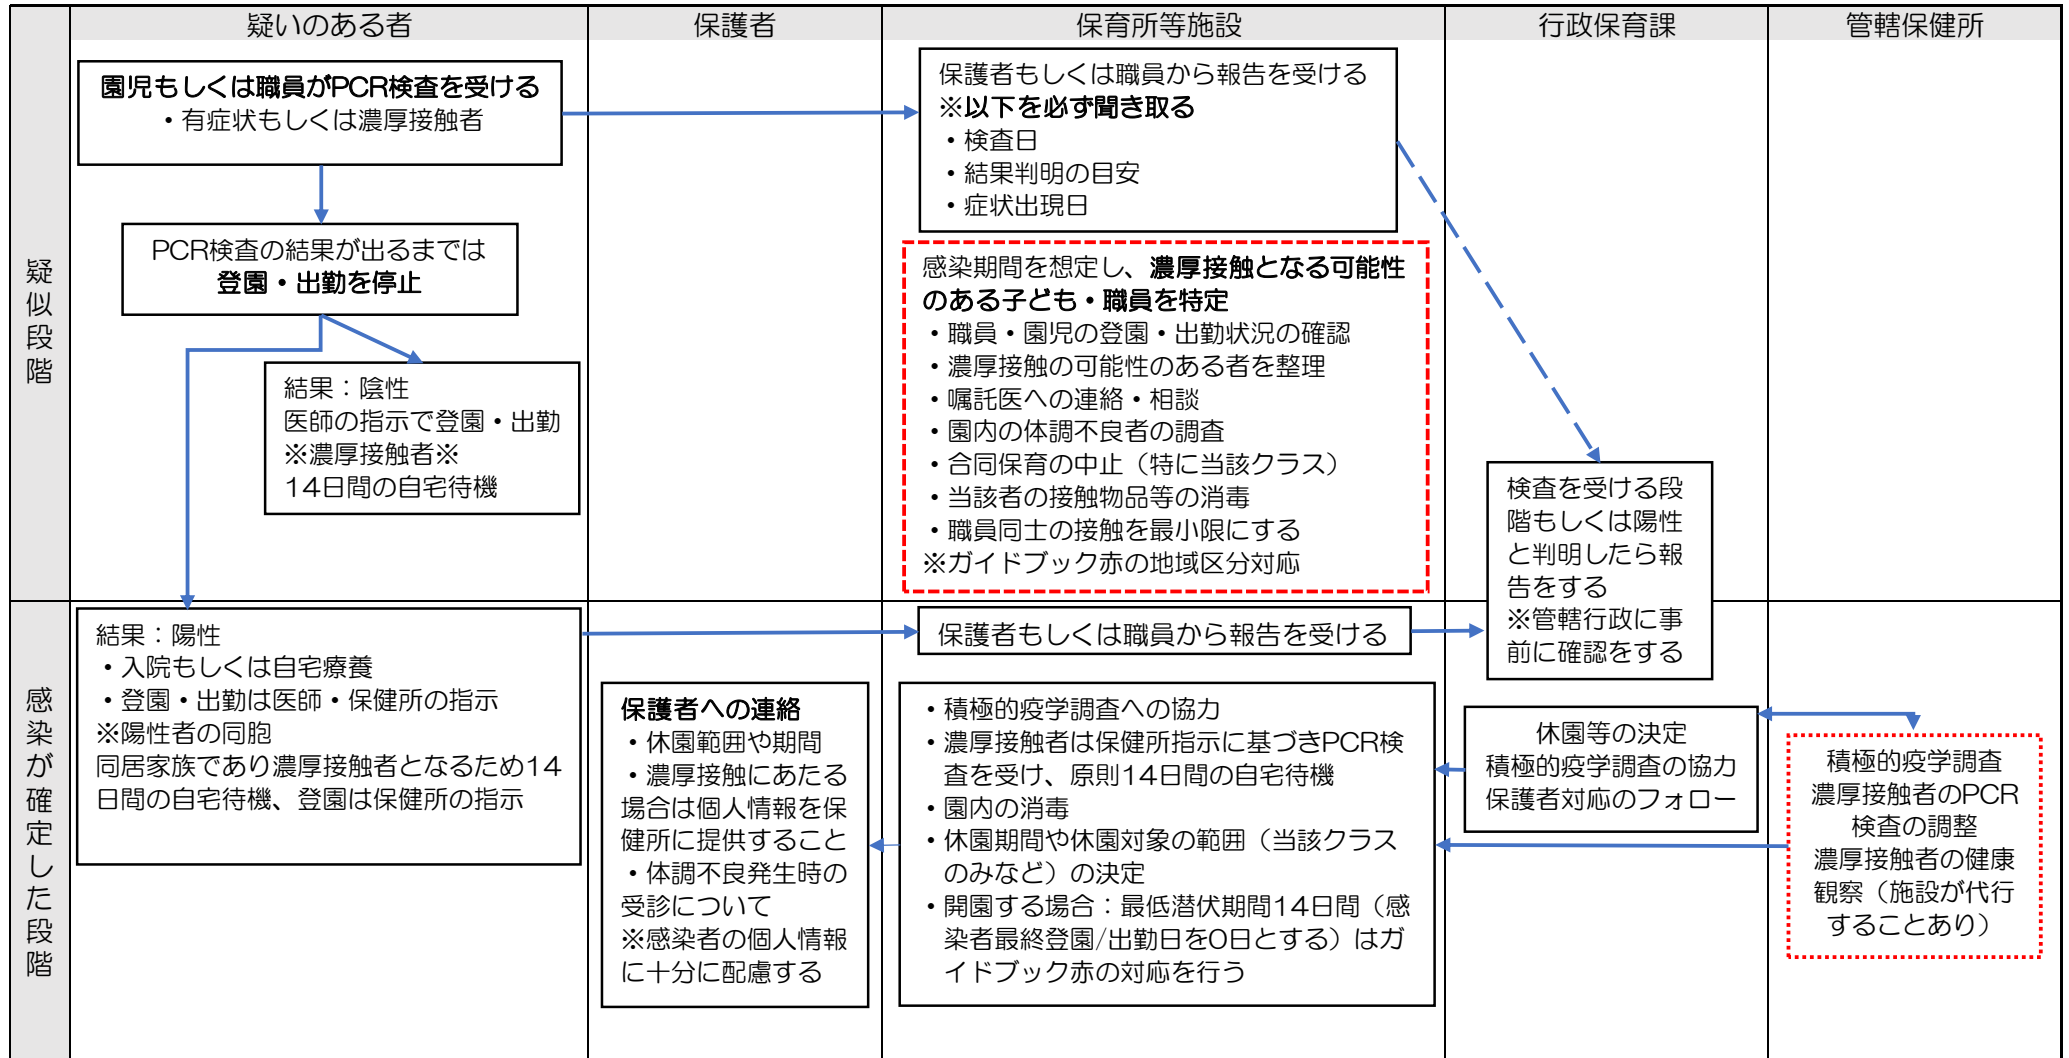 疑いのある者
保護者
保育所等施設
行政保育課
管轄保健所
疑似段階
園児もしくは職員がPCR検査を受ける
・有症状もしくは濃厚接触者
PCR検査の結果が出るまでは
登園・出勤を停止
結果：陰性
医師の指示で登園・出勤
※濃厚接触者※
14日間の自宅待機
保護者もしくは職員から報告を受ける
※以下を必ず聞き取る
・検査日
・結果判明の目安
・症状出現日
感染期間を想定し、濃厚接触となる可能性
のある子ども・職員を特定
・職員・園児の登園・出勤状況の確認
・濃厚接触の可能性のある者を整理
・嘱託医への連絡・相談
・園内の体調不良者の調査
・合同保育の中止（特に当該クラス）
・当該者の接触物品等の消毒
・職員同士の接触を最小限にする
※ガイドブック赤の地域区分対応
検査を受ける段
階もしくは陽性
と判明したら報
告をする
※管轄行政に事
前に確認をする
感染が確定した段階
結果：陽性
・入院もしくは自宅療養
・登園・出勤は医師・保健所の指示
※陽性者の同胞
同居家族であり濃厚接触者となるため14
日間の自宅待機、登園は保健所の指示
保護者への連絡
・休園範囲や期間
・濃厚接触にあたる
場合は個人情報を保
健所に提供すること
・体調不良発生時の
受診について
※感染者の個人情報
に十分に配慮する
保護者もしくは職員から報告を受ける
・積極的疫学調査への協力
・濃厚接触者は保健所指示に基づきPCR検
査を受け、原則14日間の自宅待機
・園内の消毒
・休園期間や休園対象の範囲（当該クラス
のみなど）の決定
・開園する場合：最低潜伏期間14日間（感
染者最終登園/出勤日を0日とする）はガ
イドブック赤の対応を行う
休園等の決定
積極的疫学調査の協力
保護者対応のフォロー
積極的疫学調査
濃厚接触者のPCR
検査の調整
濃厚接触者の健康
観察（施設が代行
することあり）